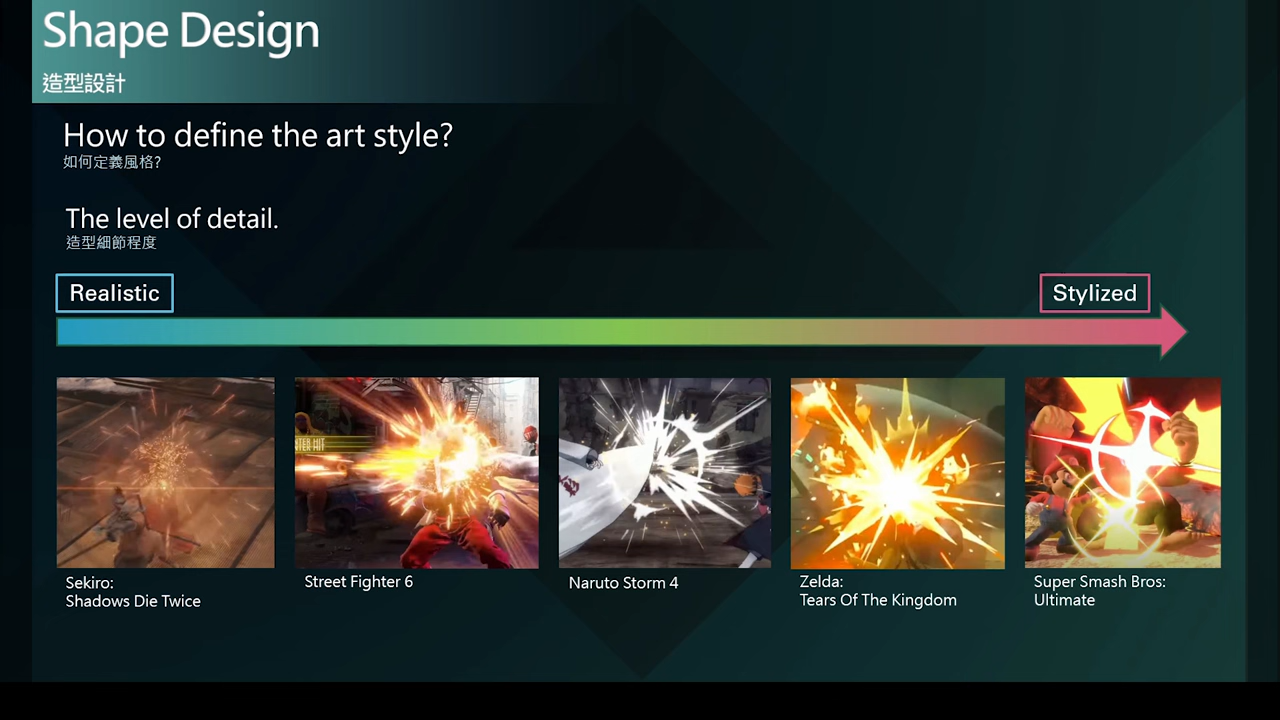 Shape Design
造型設計
How to define the art style?
如何定義風格?
The level of detail.
造型細節程度
Realistic
Stylized
NTER HIT
Sekiro:
Shadows Die Twice
Street Fighter 6
Naruto Storm 4
Zelda:
Tears Of The Kingdom
Super Smash Bros:
Ultimate